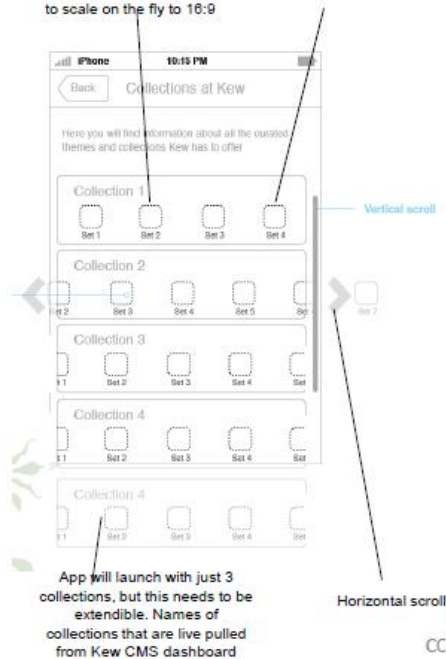 to scale on the fly to 16:9
iPhone 10:15 PM
Back Collections at Kew
Here you will find information about all the curated
themes and collections Kew has to offer
Collection 1
Set 1 Set 2 Set 3 Set 4
Vertical scroll
Collection 2
Set 3 Set 4 Set 5 Set 7
Collection 3
Set 2 Set 3 Set 4 Set
Collection 4
Set 2 Set 3 Set 4 Set
Collection 4
Set 2 Set 3 Set 4 Set
App will launch with just 3
collections, but this needs to be
extendible. Names of
collections that are live pulled
from Kew CMS dashboard
Horizontal scroll